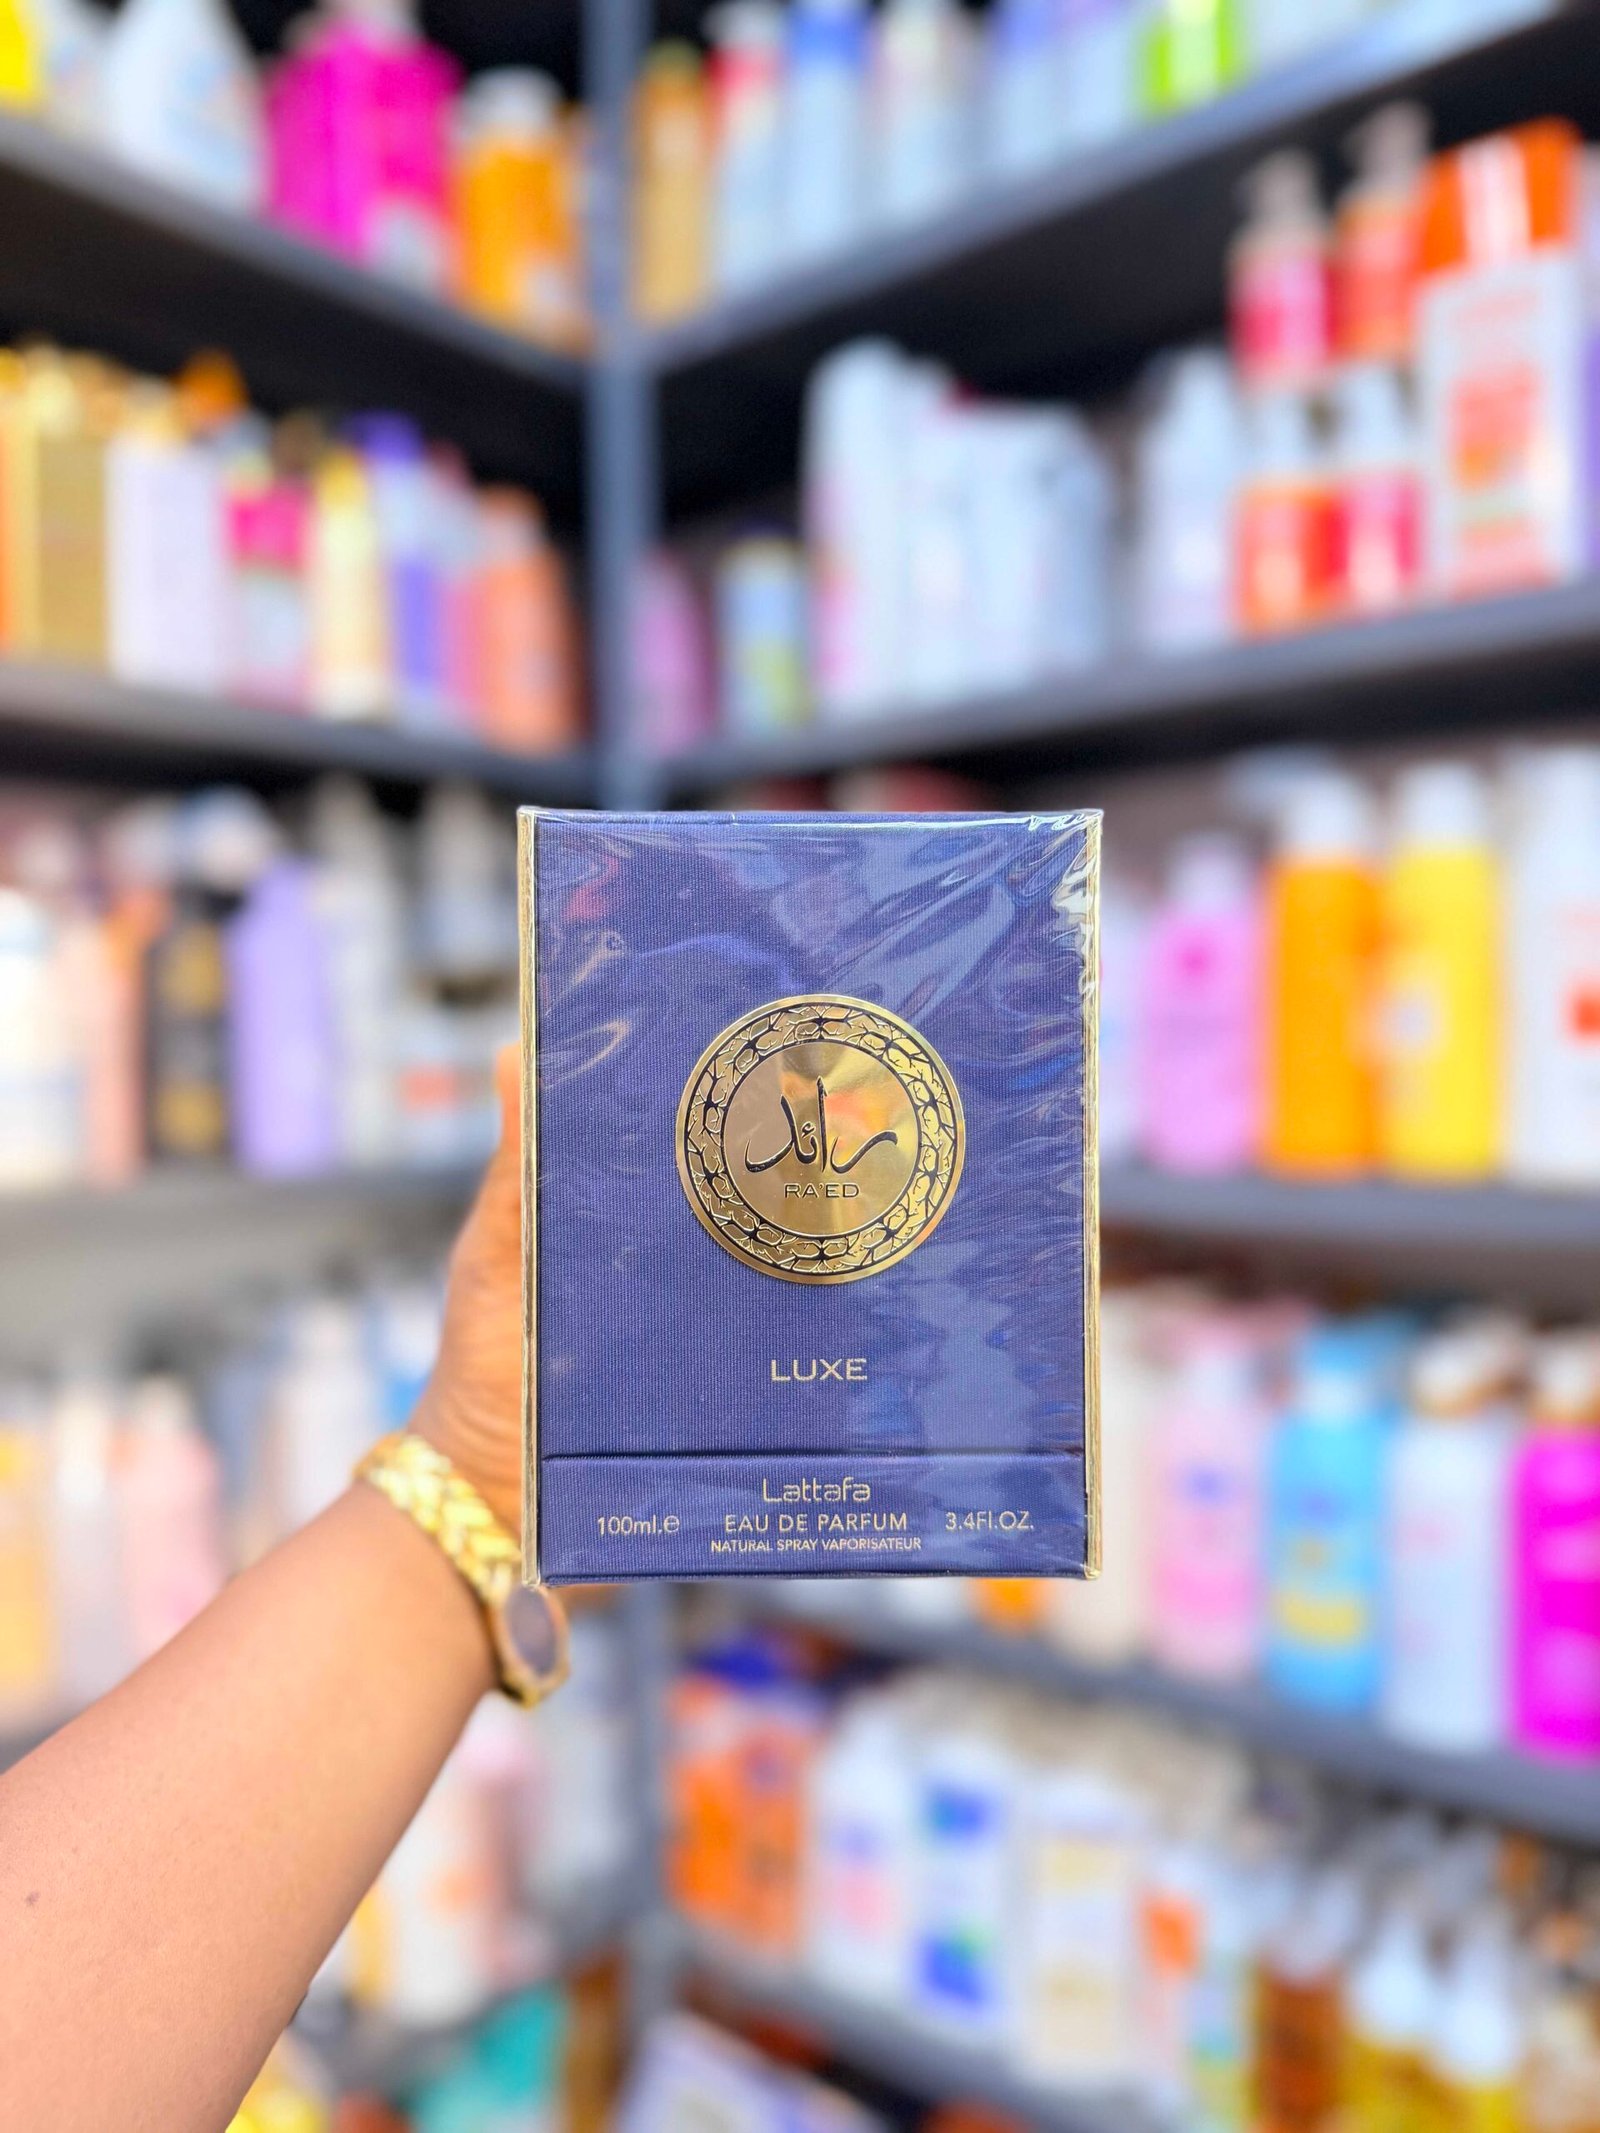 رائد
RA'ED
LUXE
Lattafa
100ml.e EAU DE PARFUM 3.4Fl.OZ.
NATURAL SPRAY VAPORISATEUR